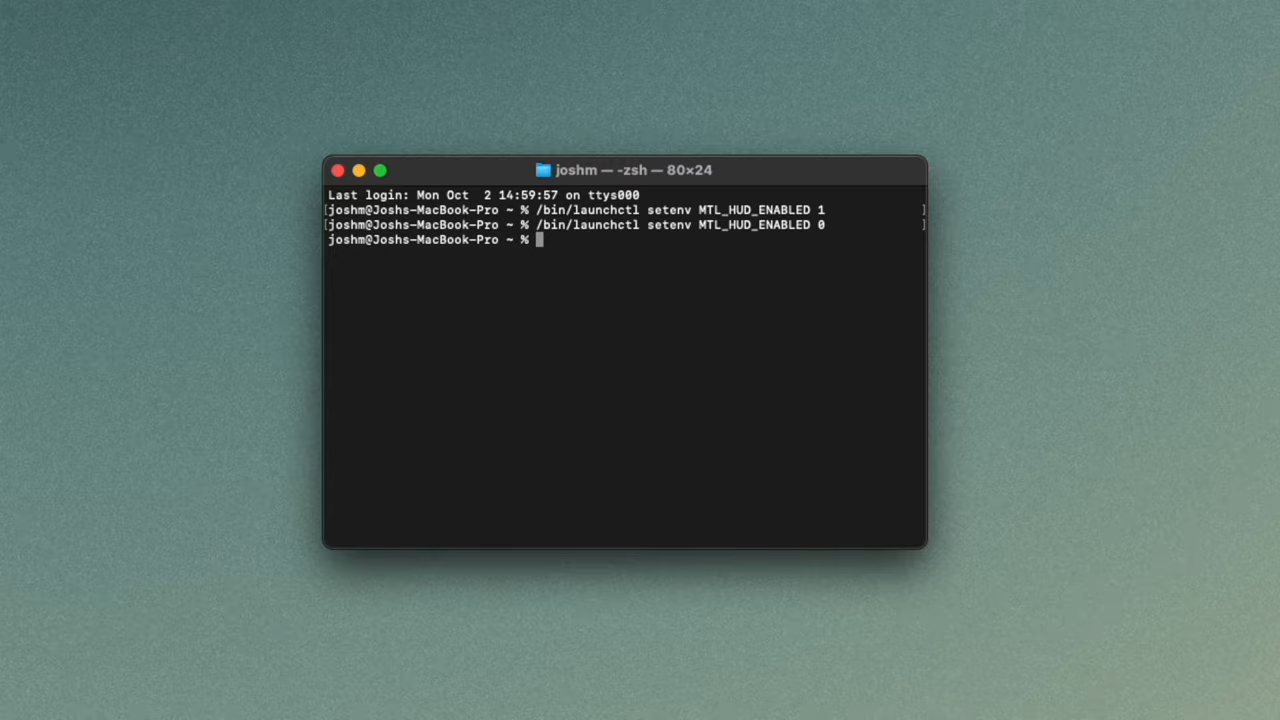 joshm — -zsh — 80×24
Last login: Mon Oct  2 14:59:57 on ttys000
[joshm@Joshs-MacBook-Pro ~ % /bin/launchctl setenv MTL_HUD_ENABLED 1 ]
[joshm@Joshs-MacBook-Pro ~ % /bin/launchctl setenv MTL_HUD_ENABLED 0 ]
joshm@Joshs-MacBook-Pro ~ %